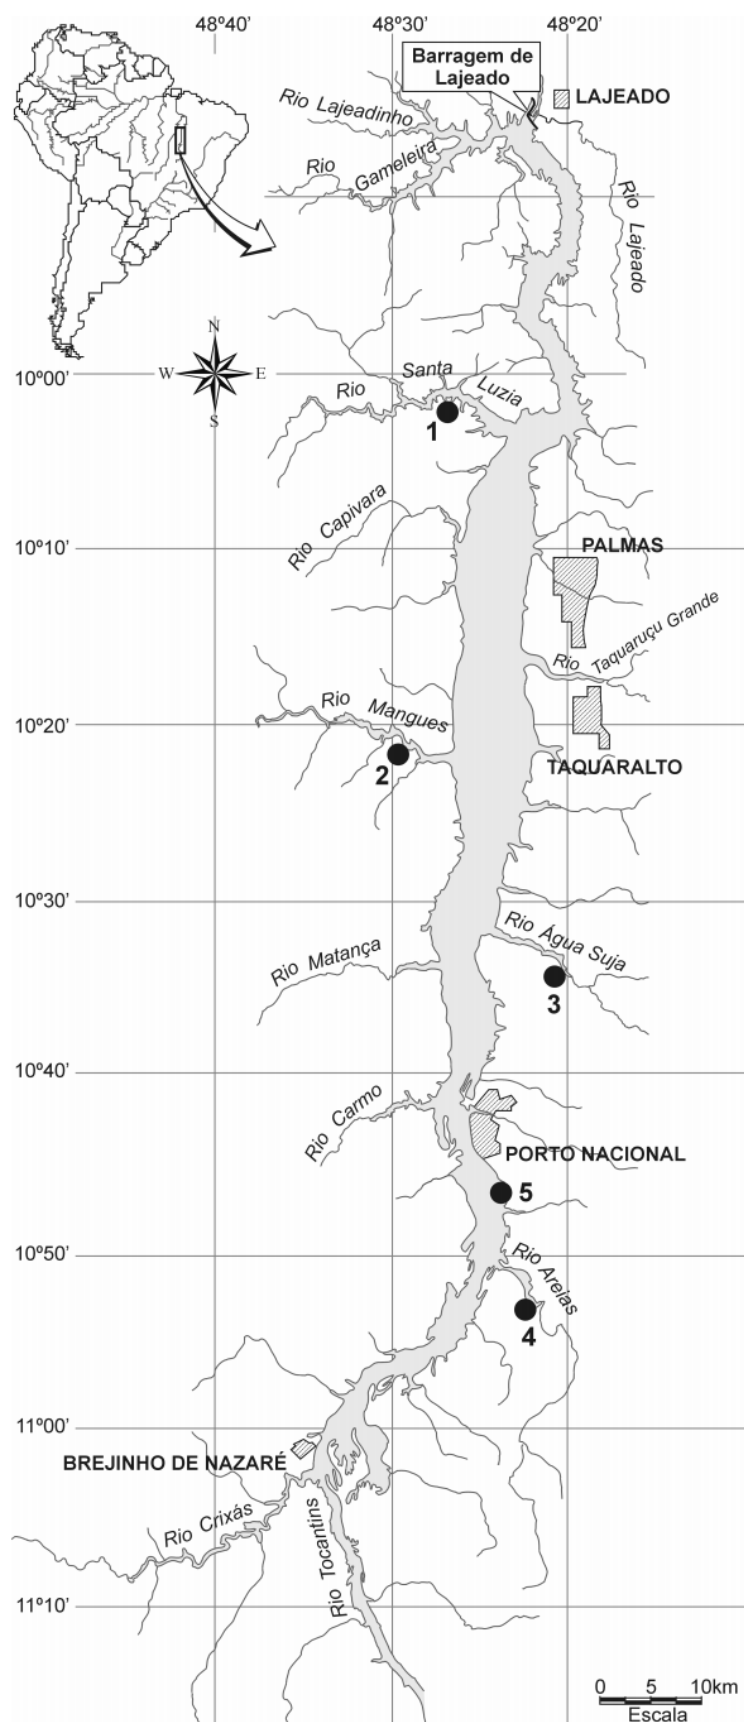 48º40'
48º30'
48º20'
Barragem de
Lajeado
LAJEADO
Rio Lajeadinho
Rio Gameleira
Rio Lajeado
N
W
E
S
10º00'
Rio Santa Luzia
1
Rio Capivara
10º10'
PALMAS
Rio Taquaruçu Grande
Rio Mangues
10º20'
2
TAQUARALTO
10º30'
Rio Água Suja
Rio Matança
3
10º40'
Rio Carmo
PORTO NACIONAL
5
10º50'
Rio Areias
4
11º00'
BREJINHO DE NAZARÉ
Rio Crixás
Rio Tocantins
11º10'
0 5 10km
Escala